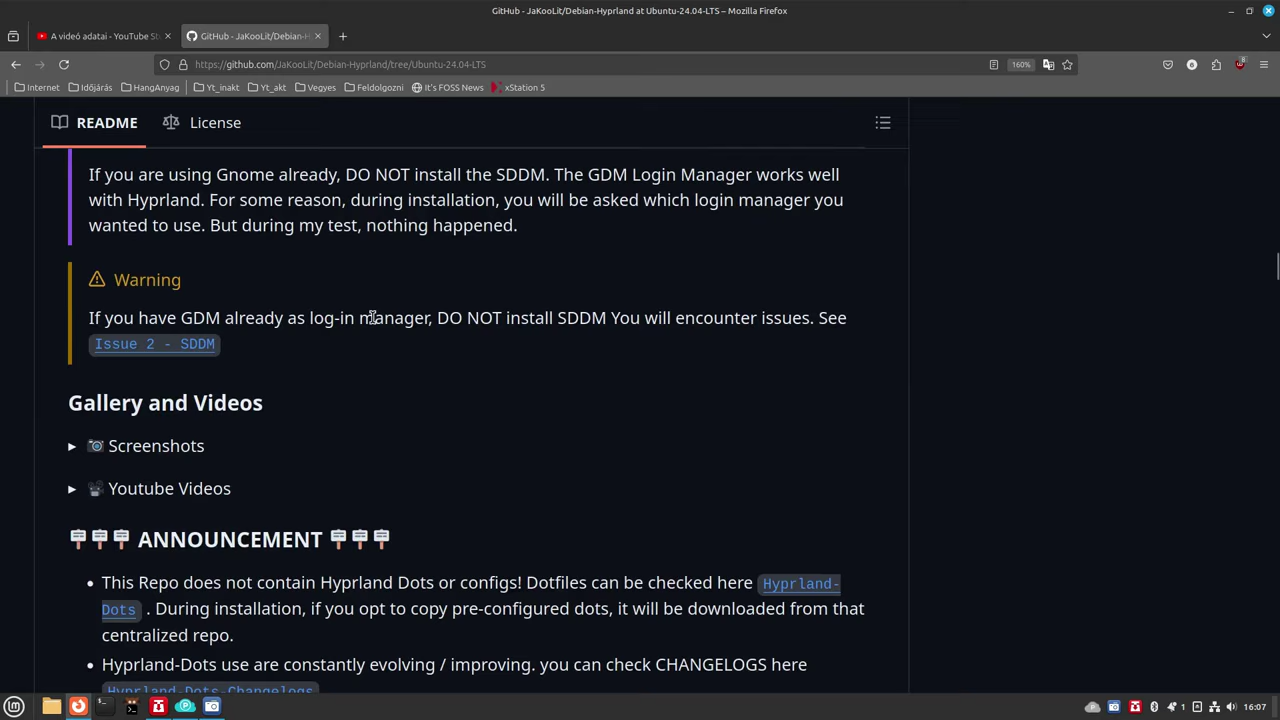 GitHub - JaKooLit/Debian-Hyprland at Ubuntu-24.04-LTS – Mozilla Firefox
A videó adatai - YouTube St
GitHub - JaKooLit/Debian-H
https://github.com/JaKooLit/Debian-Hyprland/tree/Ubuntu-24.04-LTS
160%
8
Internet
Időjárás
HangAnyag
Yt_inakt
Yt_akt
Vegyes
Feldolgozni
It's FOSS News
xStation 5
README
License
If you are using Gnome already, DO NOT install the SDDM. The GDM Login Manager works well
with Hyprland. For some reason, during installation, you will be asked which login manager you
wanted to use. But during my test, nothing happened.
Warning
If you have GDM already as log-in manager, DO NOT install SDDM You will encounter issues. See
Issue 2 - SDDM
Gallery and Videos
Screenshots
Youtube Videos
ANNOUNCEMENT
This Repo does not contain Hyprland Dots or configs! Dotfiles can be checked here Hyprland-
Dots . During installation, if you opt to copy pre-configured dots, it will be downloaded from that
centralized repo.
Hyprland-Dots use are constantly evolving / improving. you can check CHANGELOGS here
Hyprland-Dots-Changelogs
1
16:07